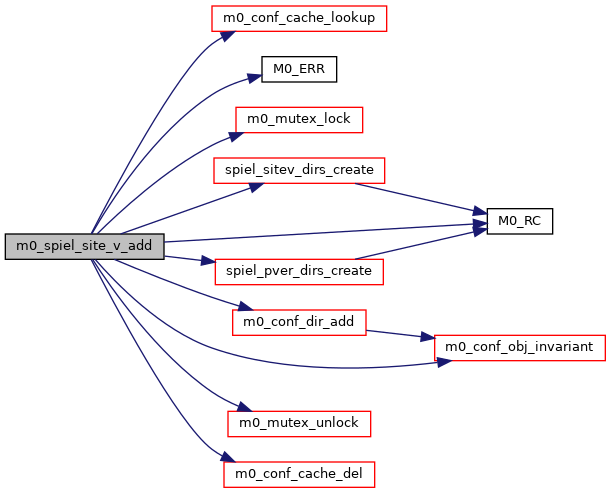 m0_conf_cache_lookup
M0_ERR
m0_mutex_lock
spiel_sitev_dirs_create
M0_RC
m0_spiel_site_v_add
spiel_pver_dirs_create
m0_conf_dir_add
m0_conf_obj_invariant
m0_mutex_unlock
m0_conf_cache_del